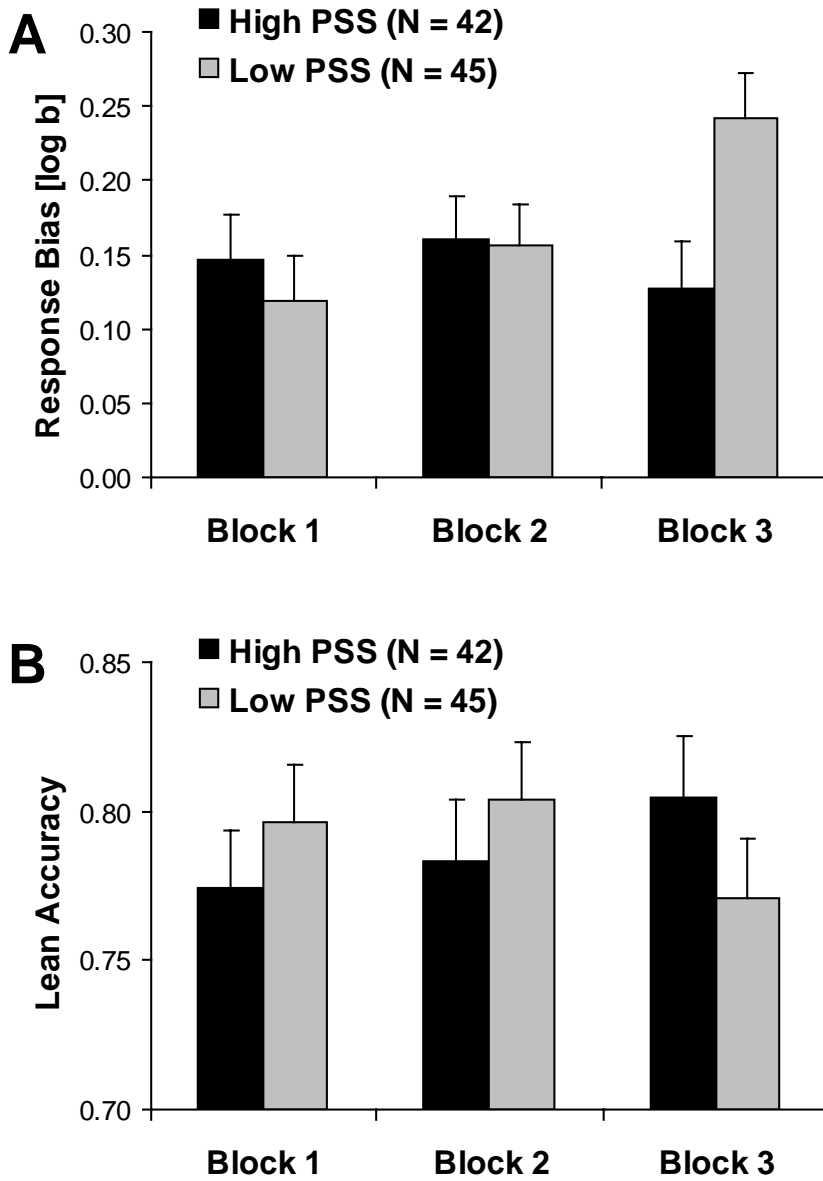 A
High PSS (N = 42)
Low PSS (N = 45)
Response Bias [log b]
0.30
0.25
0.20
0.15
0.10
0.05
0.00
Block 1 Block 2 Block 3
B
High PSS (N = 42)
Low PSS (N = 45)
Lean Accuracy
0.85
0.80
0.75
0.70
Block 1 Block 2 Block 3